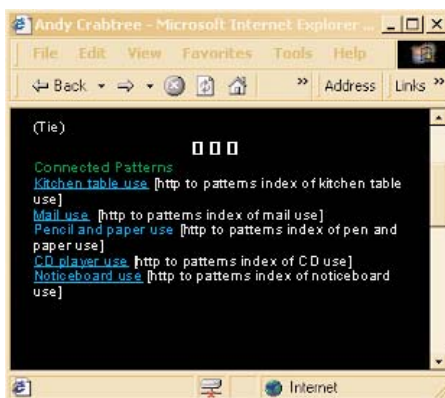 Andy Crabtree - Microsoft Internet Explorer ...
File Edit View Favorites Tools Help
Back Address Links
(Tie)
Connected Patterns
Kitchen table use [http to patterns index of kitchen table
use]
Mail use [http to patterns index of mail use]
Pencil and paper use [http to patterns index of pen and
paper use]
CD player use [http to patterns index of CD use]
Noticeboard use [http to patterns index of noticeboard
use]
Internet